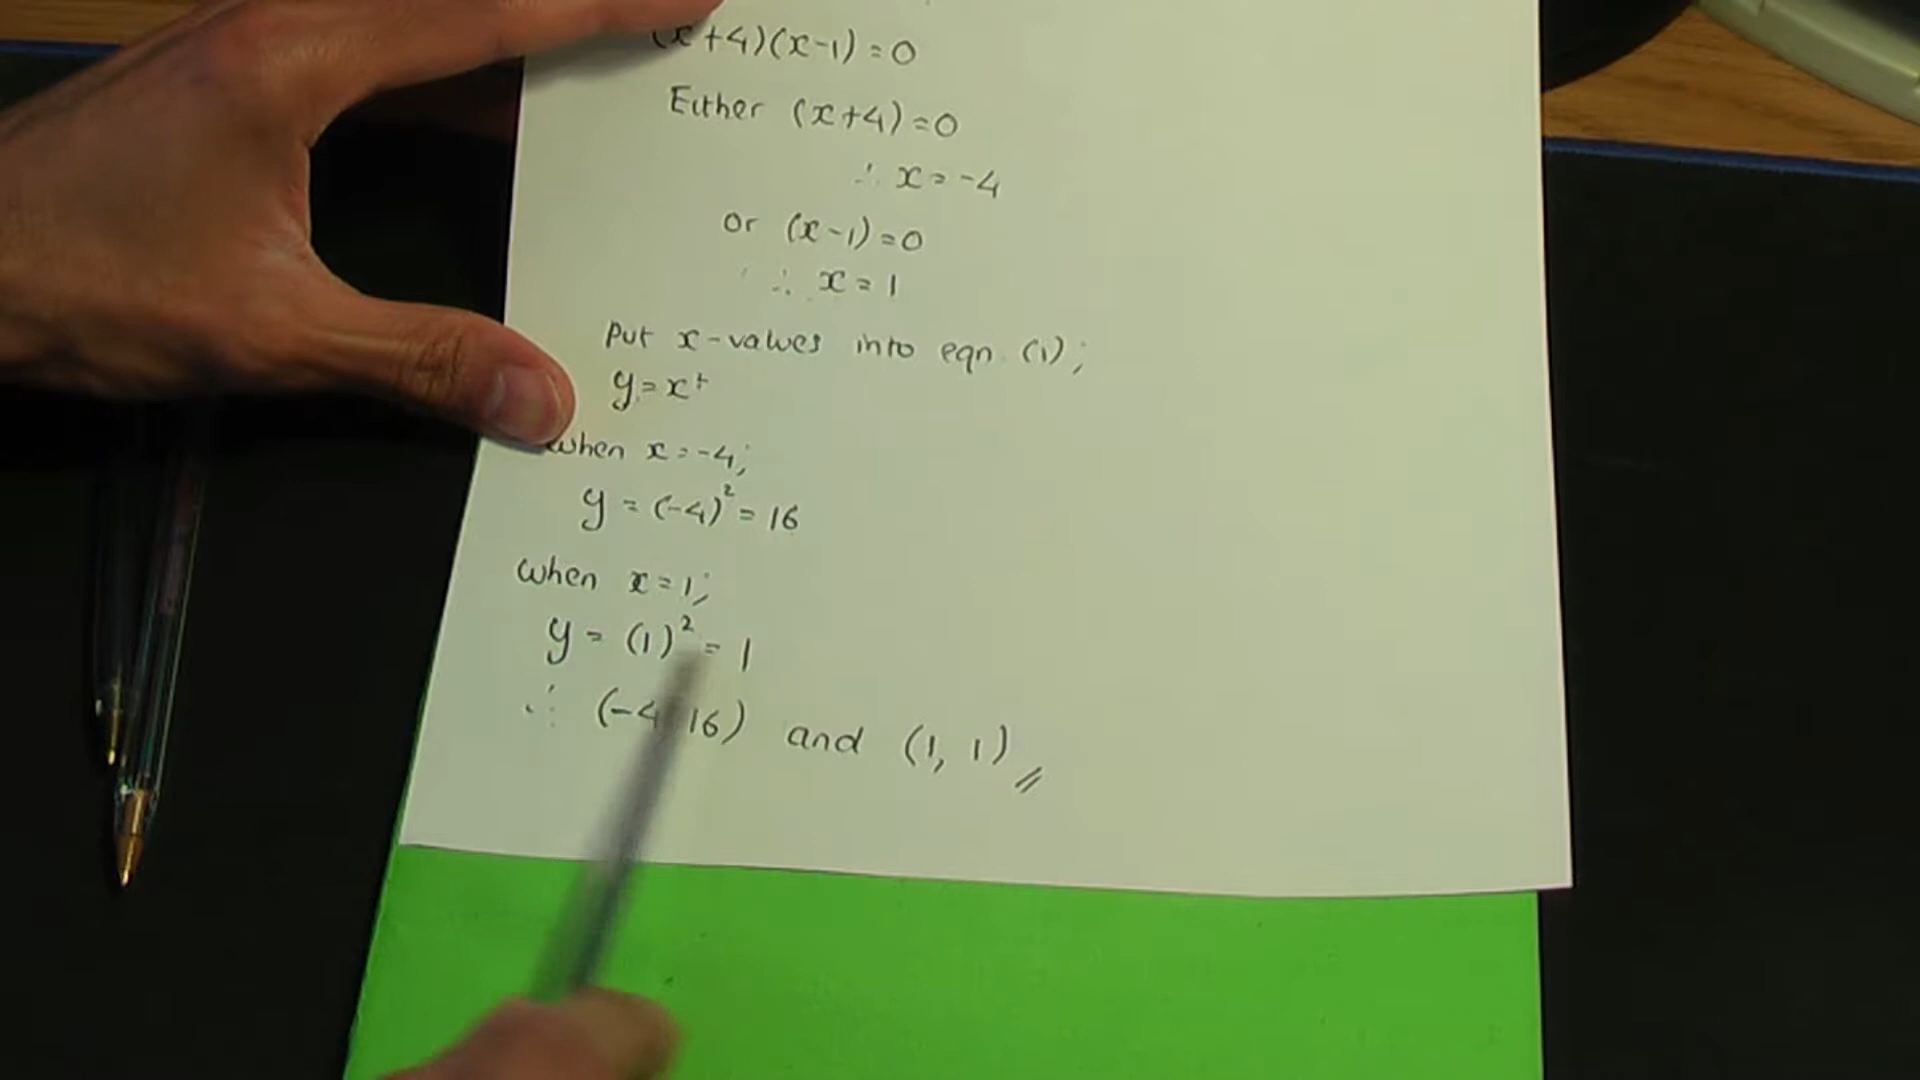 (x+4)(x-1)=0
Either (x+4)=0
∴ x=-4
or (x-1)=0
∴ x=1
Put x-values into eqn. (1);
y=x⁺
When x=-4;
y=(-4)²=16
When x=1;
y=(1)²=1
∴ (-4, 16) and (1, 1)//